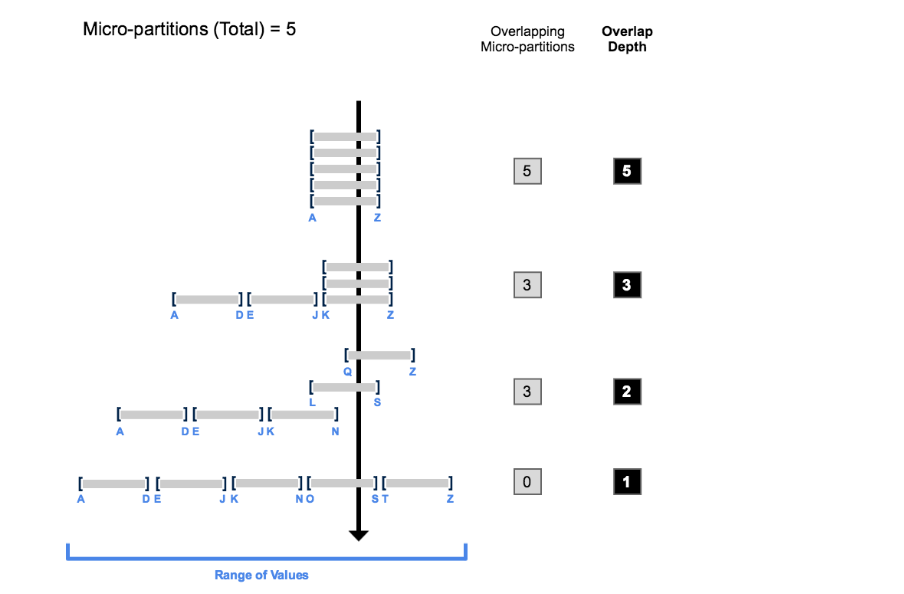 Micro-partitions (Total) = 5
Overlapping
Micro-partitions
Overlap
Depth
A Z
5
5
A D E J K Z
3
3
Q Z
L S
A D E J K N
3
2
A D E J K N O S T Z
0
1
Range of Values